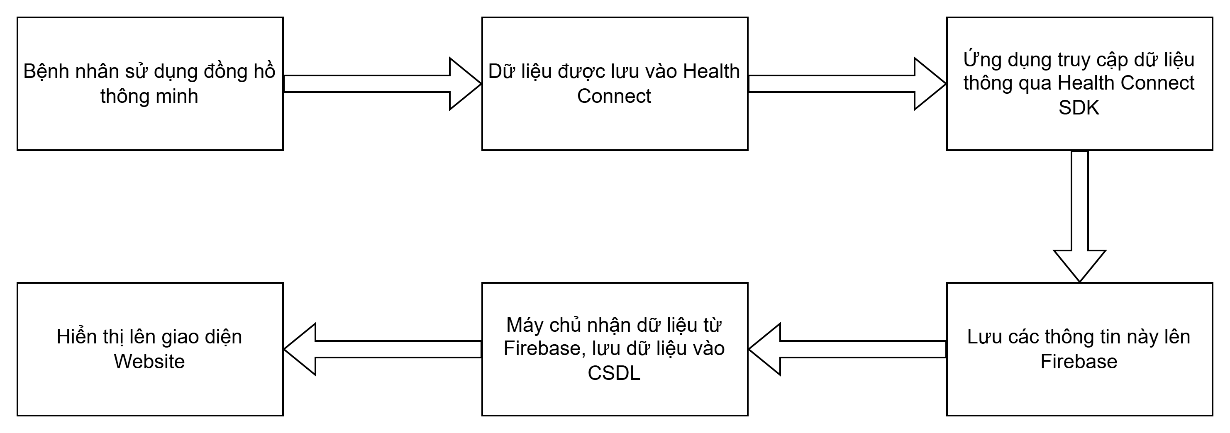 Bệnh nhân sử dụng đồng hồ
thông minh
Dữ liệu được lưu vào Health
Connect
Ứng dụng truy cập dữ liệu
thông qua Health Connect
SDK
Lưu các thông tin này lên
Firebase
Máy chủ nhận dữ liệu từ
Firebase, lưu dữ liệu vào
CSDL
Hiển thị lên giao diện
Website